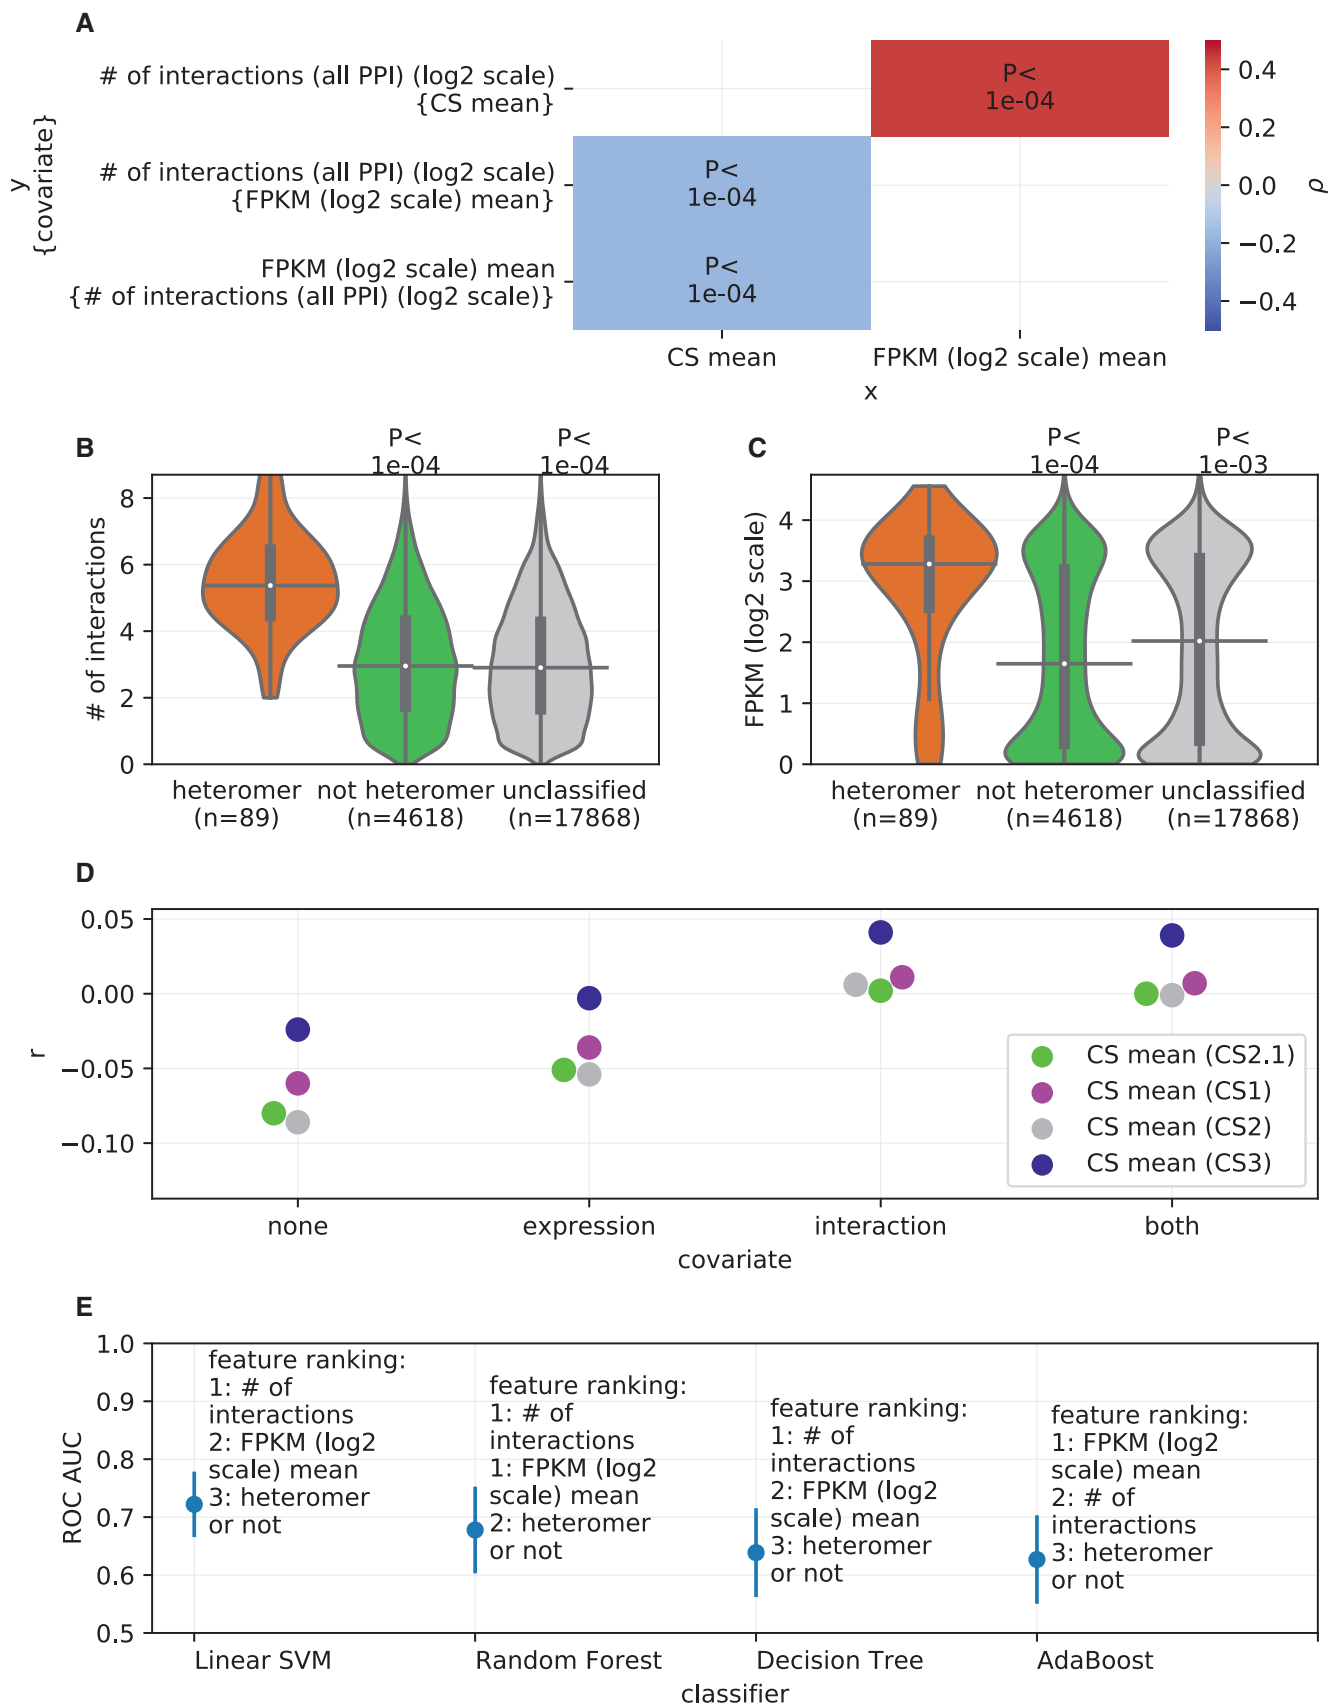 A
# of interactions (all PPI) (log2 scale)
{CS mean}
# of interactions (all PPI) (log2 scale)
{FPKM (log2 scale) mean}
FPKM (log2 scale) mean
{# of interactions (all PPI) (log2 scale)}
y
{covariate}
P<
1e-04
P<
1e-04
P<
1e-04
CS mean
FPKM (log2 scale) mean
x
0.4
0.2
0.0
−0.2
−0.4
ρ
B
P<
1e-04
P<
1e-04
# of interactions
8
6
4
2
0
heteromer
(n=89)
not heteromer
(n=4618)
unclassified
(n=17868)
C
P<
1e-04
P<
1e-03
FPKM (log2 scale)
4
3
2
1
0
heteromer
(n=89)
not heteromer
(n=4618)
unclassified
(n=17868)
D
0.05
0.00
−0.05
−0.10
r
CS mean (CS2.1)
CS mean (CS1)
CS mean (CS2)
CS mean (CS3)
none
expression
interaction
both
covariate
E
ROC AUC
1.0
0.9
0.8
0.7
0.6
0.5
feature ranking:
1: # of
interactions
2: FPKM (log2
scale) mean
3: heteromer
or not
feature ranking:
1: # of
interactions
1: FPKM (log2
scale) mean
2: heteromer
or not
feature ranking:
1: # of
interactions
2: FPKM (log2
scale) mean
3: heteromer
or not
feature ranking:
1: FPKM (log2
scale) mean
2: # of
interactions
3: heteromer
or not
Linear SVM
Random Forest
Decision Tree
AdaBoost
classifier